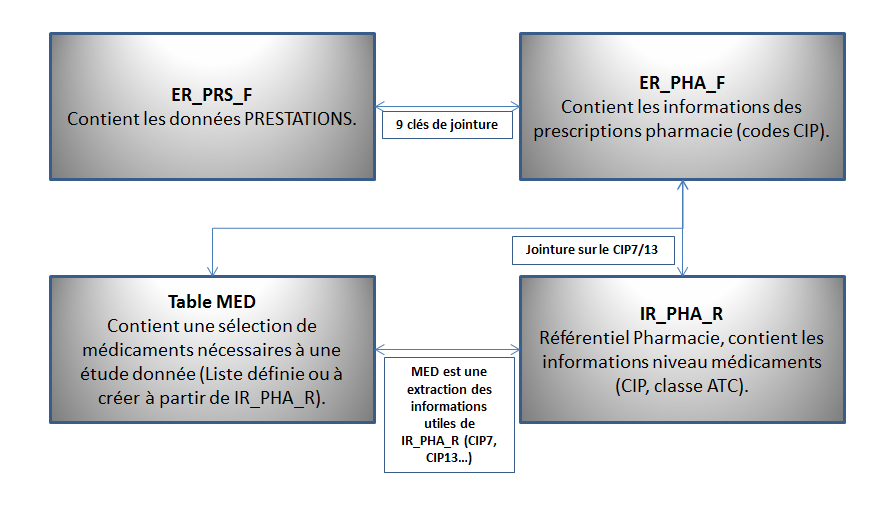 ER_PRS_F
Contient les données PRESTATIONS.
ER_PHA_F
Contient les informations des
prescriptions pharmacie (codes CIP).
9 clés de jointure
Jointure sur le CIP7/13
Table MED
Contient une sélection de
médicaments nécessaires à une
étude donnée (Liste définie ou à
créer à partir de IR_PHA_R).
MED est une
extraction des
informations
utiles de
IR_PHA_R (CIP7,
CIP13...)
IR_PHA_R
Référentiel Pharmacie, contient les
informations niveau médicaments
(CIP, classe ATC).